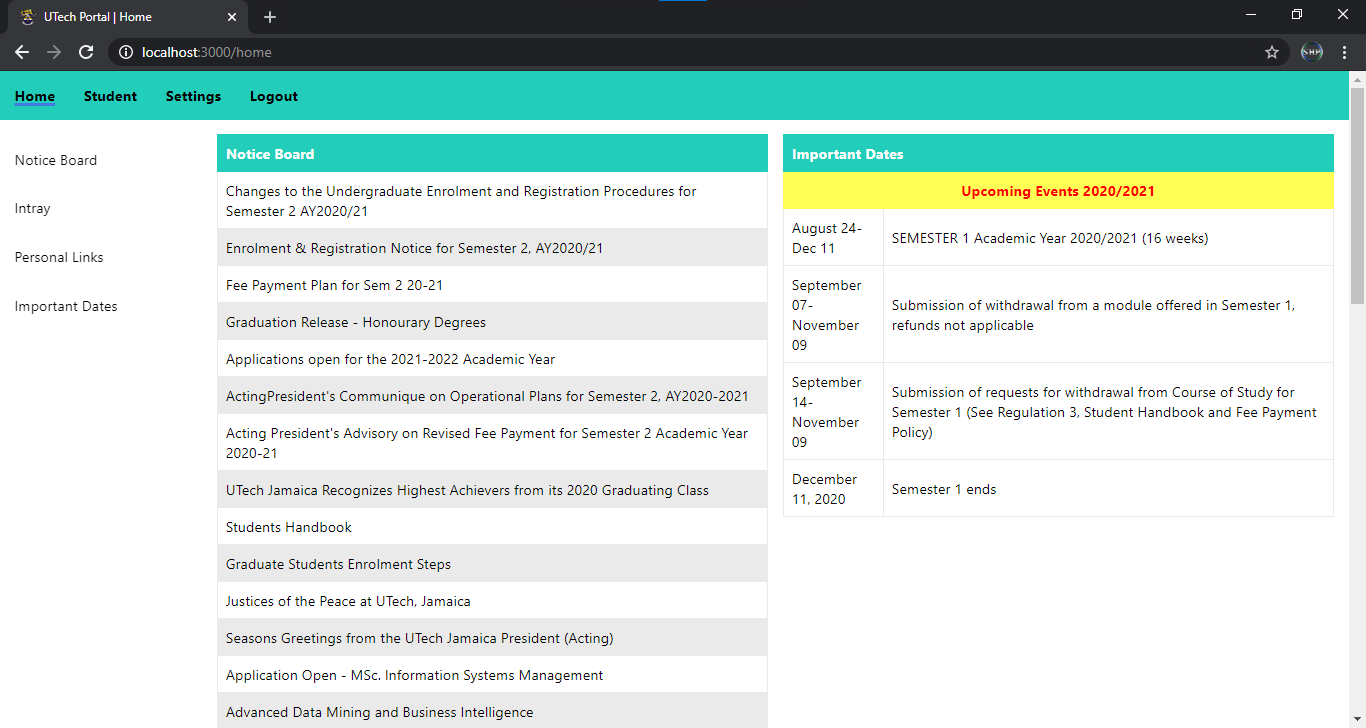 UTech Portal | Home
localhost:3000/home
Home Student Settings Logout
Notice Board
Intray
Personal Links
Important Dates
Notice Board
Changes to the Undergraduate Enrolment and Registration Procedures for
Semester 2 AY2020/21
Enrolment & Registration Notice for Semester 2, AY2020/21
Fee Payment Plan for Sem 2 20-21
Graduation Release - Honourary Degrees
Applications open for the 2021-2022 Academic Year
ActingPresident's Communique on Operational Plans for Semester 2, AY2020-2021
Acting President's Advisory on Revised Fee Payment for Semester 2 Academic Year
2020-21
UTech Jamaica Recognizes Highest Achievers from its 2020 Graduating Class
Students Handbook
Graduate Students Enrolment Steps
Justices of the Peace at UTech, Jamaica
Seasons Greetings from the UTech Jamaica President (Acting)
Application Open - MSc. Information Systems Management
Advanced Data Mining and Business Intelligence
Important Dates
Upcoming Events 2020/2021
August 24-
Dec 11
SEMESTER 1 Academic Year 2020/2021 (16 weeks)
September
07-
November
09
Submission of withdrawal from a module offered in Semester 1,
refunds not applicable
September
14-
November
09
Submission of requests for withdrawal from Course of Study for
Semester 1 (See Regulation 3, Student Handbook and Fee Payment
Policy)
December
11, 2020
Semester 1 ends